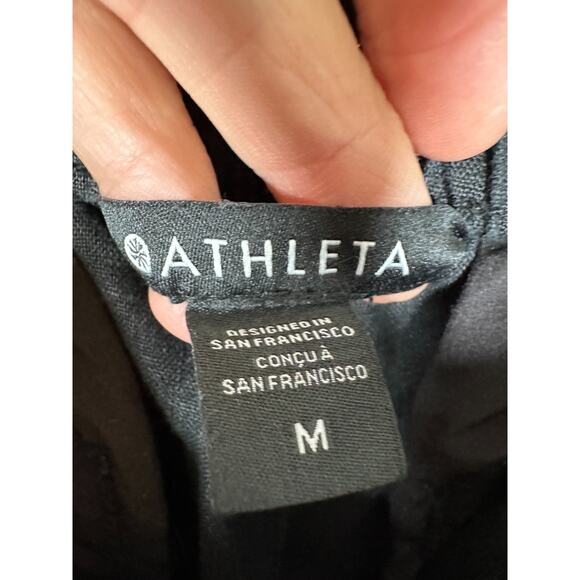 ATHLETA
DESIGNED IN
SAN FRANCISCO
CONÇU À
SAN FRANCISCO
M